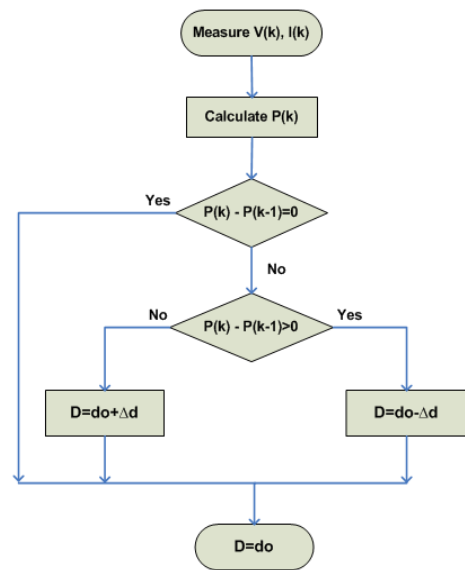 Measure V(k), I(k)
Calculate P(k)
Yes
P(k) - P(k-1)=0
No
No
P(k) - P(k-1)>0
Yes
D=do+Δd
D=do-Δd
D=do